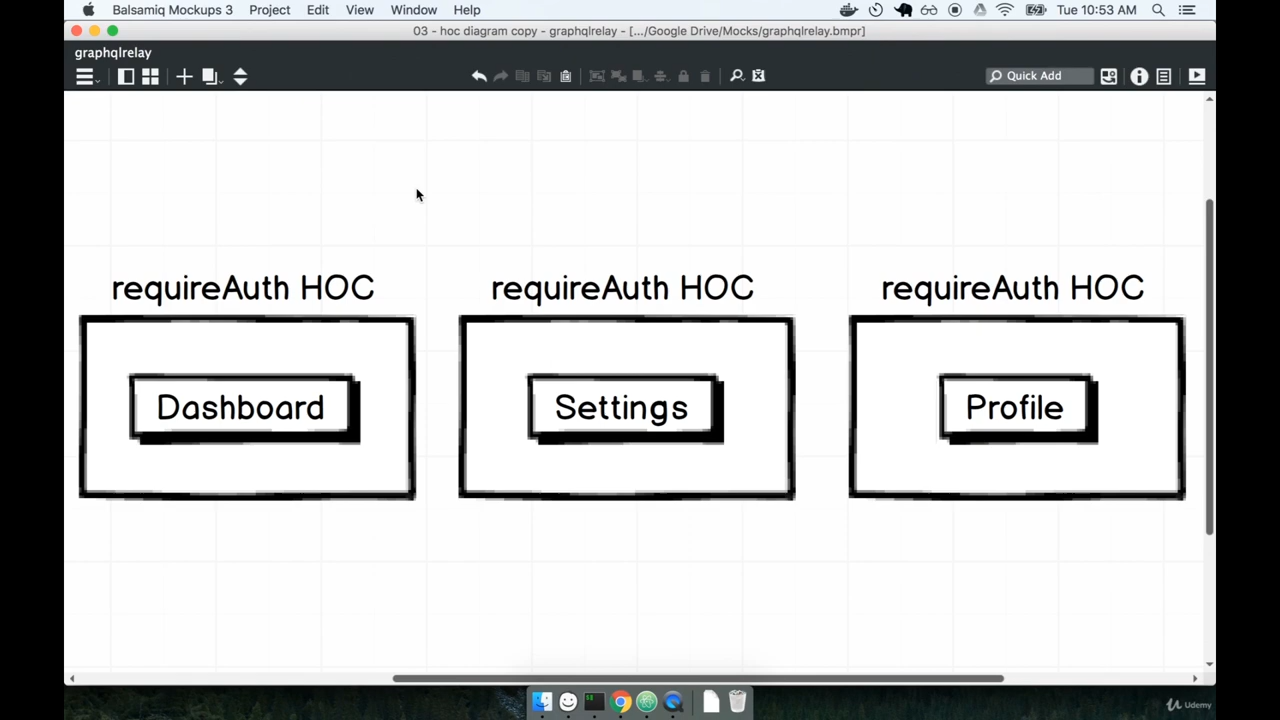 Balsamiq Mockups 3 Project Edit View Window Help Tue 10:53 AM
03 - hoc diagram copy - graphqlrelay - [.../Google Drive/Mocks/graphqlrelay.bmpr]
graphqlrelay
Quick Add
requireAuth HOC requireAuth HOC requireAuth HOC
Dashboard Settings Profile
Udemy